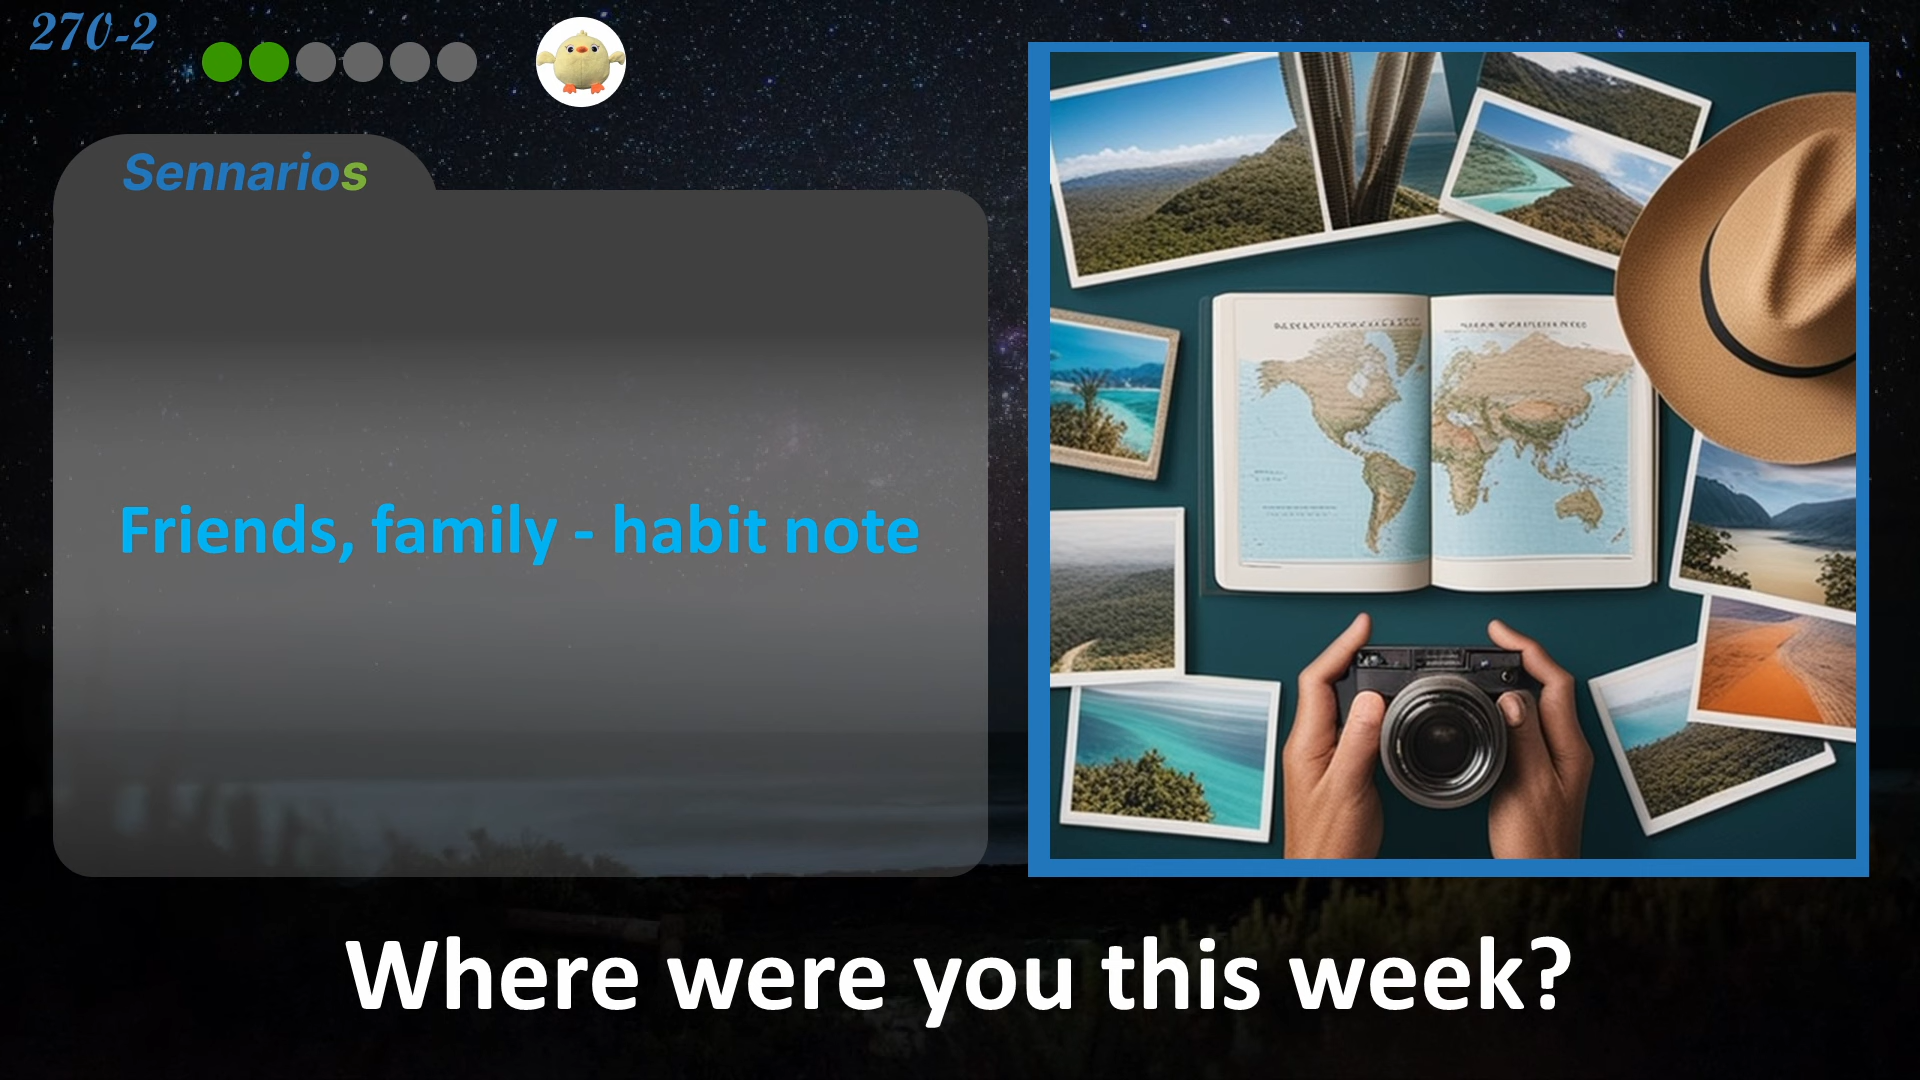 270-2
Sennarios
Friends, family - habit note
Where were you this week?